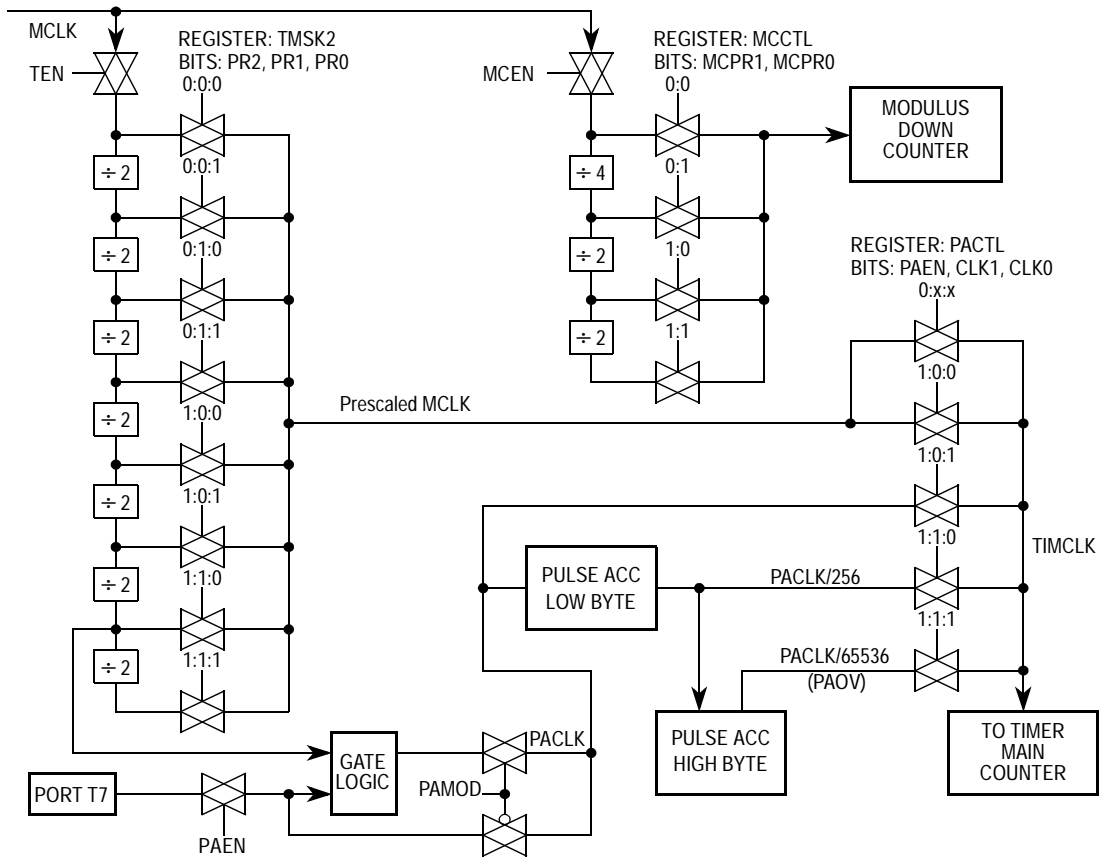 MCLK
TEN
REGISTER: TMSK2
BITS: PR2, PR1, PR0
0:0:0
÷ 2
0:0:1
÷ 2
0:1:0
÷ 2
0:1:1
÷ 2
1:0:0
÷ 2
1:0:1
÷ 2
1:1:0
÷ 2
1:1:1
MCEN
REGISTER: MCCTL
BITS: MCPR1, MCPR0
0:0
÷ 4
0:1
÷ 2
1:0
÷ 2
1:1
MODULUS
DOWN
COUNTER
REGISTER: PACTL
BITS: PAEN, CLK1, CLK0
0:x:x
1:0:0
Prescaled MCLK
1:0:1
1:1:0
TIMCLK
PULSE ACC
LOW BYTE
PACLK/256
1:1:1
PACLK/65536
(PAOV)
PULSE ACC
HIGH BYTE
TO TIMER
MAIN
COUNTER
GATE
LOGIC
PACLK
PAMOD
PORT T7
PAEN